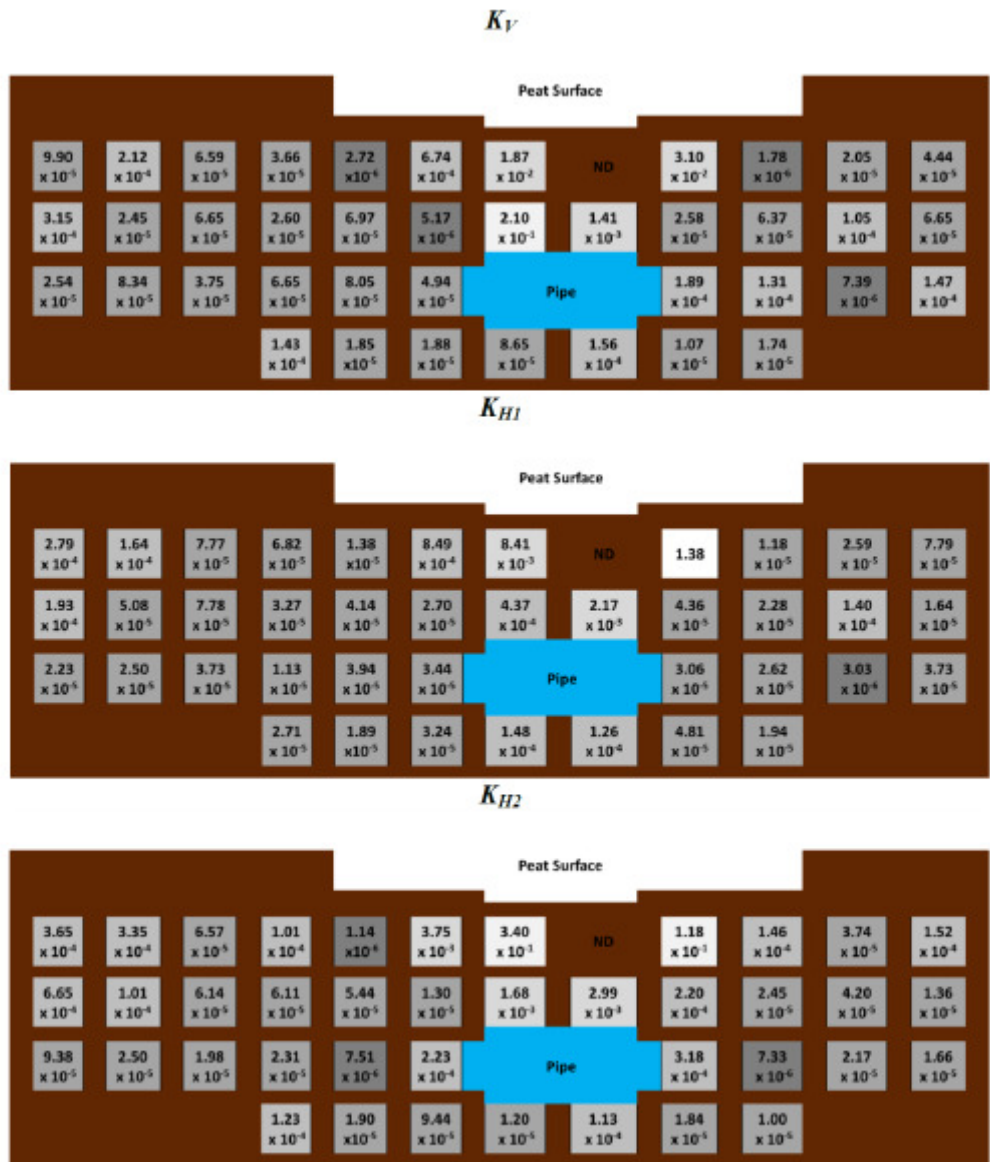 K_V
Peat Surface
9.90 2.12 6.59 3.66 2.72 6.74 1.87 ND 3.10 1.78 2.05 4.44
x 10⁻⁵ x 10⁻⁴ x 10⁻⁵ x 10⁻⁵ x10⁻⁶ x 10⁻⁴ x 10⁻² x 10⁻² x 10⁻⁶ x 10⁻⁵ x 10⁻⁵
3.15 2.45 6.65 2.60 6.97 5.17 2.10 1.41 2.58 6.37 1.05 6.65
x 10⁻⁴ x 10⁻⁵ x 10⁻⁵ x 10⁻⁵ x 10⁻⁵ x 10⁻⁶ x 10⁻¹ x 10⁻³ x 10⁻⁵ x 10⁻⁵ x 10⁻⁴ x 10⁻⁵
2.54 8.34 3.75 6.65 8.05 4.94 Pipe 1.89 1.31 7.39 1.47
x 10⁻⁵ x 10⁻⁵ x 10⁻⁵ x 10⁻⁵ x 10⁻⁵ x 10⁻⁵ x 10⁻⁴ x 10⁻⁴ x 10⁻⁶ x 10⁻⁴
1.43 1.85 1.88 8.65 1.56 1.07 1.74
x 10⁻⁴ x10⁻⁵ x 10⁻⁵ x 10⁻⁵ x 10⁻⁴ x 10⁻⁵ x 10⁻⁵
K_H1
Peat Surface
2.79 1.64 7.77 6.82 1.38 8.49 8.41 ND 1.38 1.18 2.59 7.79
x 10⁻⁴ x 10⁻⁴ x 10⁻⁵ x 10⁻⁵ x10⁻⁵ x 10⁻⁴ x 10⁻³ x 10⁻⁵ x 10⁻⁵ x 10⁻⁵
1.93 5.08 7.78 3.27 4.14 2.70 4.37 2.17 4.36 2.28 1.40 1.64
x 10⁻⁴ x 10⁻⁵ x 10⁻⁵ x 10⁻⁵ x 10⁻⁵ x 10⁻⁵ x 10⁻⁴ x 10⁻³ x 10⁻⁵ x 10⁻⁵ x 10⁻⁴ x 10⁻⁵
2.23 2.50 3.73 1.13 3.94 3.44 Pipe 3.06 2.62 3.03 3.73
x 10⁻⁵ x 10⁻⁵ x 10⁻⁵ x 10⁻⁵ x 10⁻⁵ x 10⁻⁵ x 10⁻⁵ x 10⁻⁵ x 10⁻⁶ x 10⁻⁵
2.71 1.89 3.24 1.48 1.26 4.81 1.94
x 10⁻⁵ x10⁻⁵ x 10⁻⁵ x 10⁻⁴ x 10⁻⁴ x 10⁻⁵ x 10⁻⁵
K_H2
Peat Surface
3.65 3.35 6.57 1.01 1.14 3.75 3.40 ND 1.18 1.46 3.74 1.52
x 10⁻⁴ x 10⁻⁴ x 10⁻⁵ x 10⁻⁴ x10⁻⁶ x 10⁻³ x 10⁻¹ x 10⁻¹ x 10⁻⁴ x 10⁻⁵ x 10⁻⁴
6.65 1.01 6.14 6.11 5.44 1.30 1.68 2.99 2.20 2.45 4.20 1.36
x 10⁻⁴ x 10⁻⁴ x 10⁻⁵ x 10⁻⁵ x 10⁻⁵ x 10⁻⁵ x 10⁻³ x 10⁻³ x 10⁻⁴ x 10⁻⁵ x 10⁻⁵ x 10⁻⁵
9.38 2.50 1.98 2.31 7.51 2.23 Pipe 3.18 7.33 2.17 1.66
x 10⁻⁵ x 10⁻⁵ x 10⁻⁵ x 10⁻⁵ x 10⁻⁶ x 10⁻⁴ x 10⁻⁴ x 10⁻⁶ x 10⁻⁵ x 10⁻⁵
1.23 1.90 9.44 1.20 1.13 1.84 1.00
x 10⁻⁴ x10⁻⁵ x 10⁻⁵ x 10⁻⁵ x 10⁻⁴ x 10⁻⁵ x 10⁻⁵